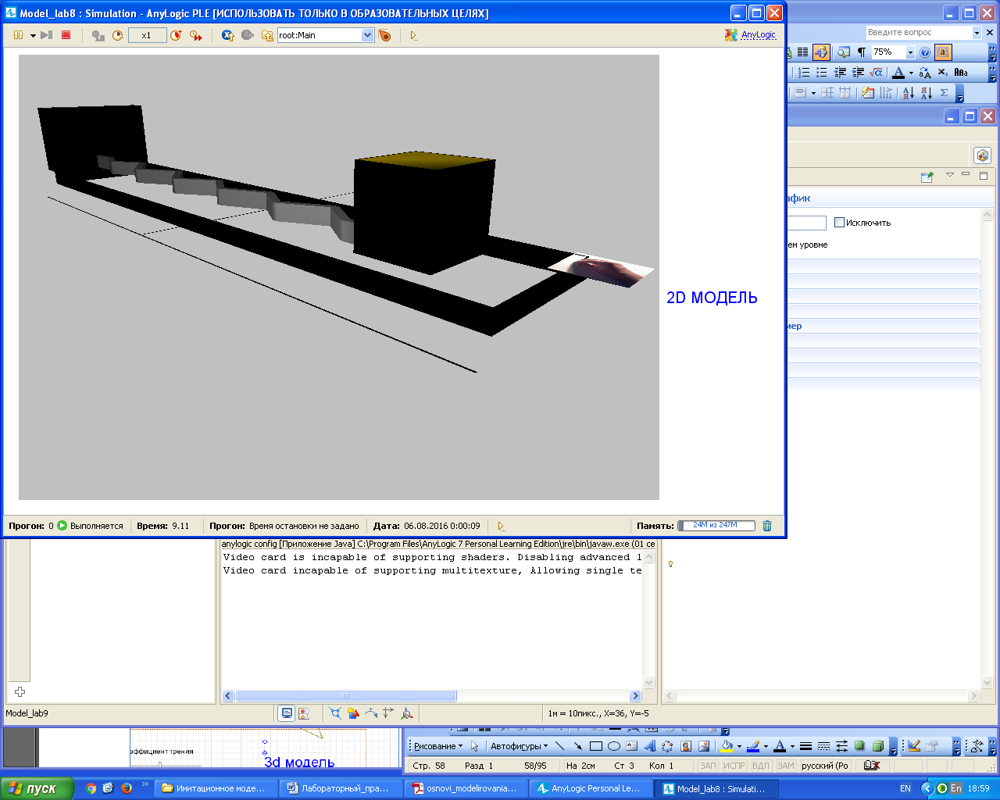 Model_lab8 : Simulation - AnyLogic PLE [ИСПОЛЬЗОВАТЬ ТОЛЬКО В ОБРАЗОВАТЕЛЬНЫХ ЦЕЛЯХ]
x1
root:Main
AnyLogic
Введите вопрос
75%
2D МОДЕЛЬ
афик
Исключить
ем уровне
мер
Прогон: 0 Выполняется
Время: 9.11
Прогон: Время остановки не задано
Дата: 06.08.2016 0:00:09
Память: 24M из 247M
anylogic config [Приложение Java] C:\Program Files\AnyLogic 7 Personal Learning Edition\jre\bin\javaw.exe (01 се
Video card is incapable of supporting shaders. Disabling advanced l
Video card incapable of supporting multitexture, Allowing single te
Model_lab9
1м = 10пикс., X=36, Y=-5
эффициент трения
3d модель
Рисование
Автофигуры
Стр. 58 Разд 1 58/95 На 2см Ст 3 Кол 1 ЗАП ИСПР ВДЛ ЗАМ русский (Ро
пуск
Имитационное моде...
Лабораторный_пра...
osnovi_modelirovania...
AnyLogic Personal Le...
Model_lab8 : Simulati...
EN
En
18:59